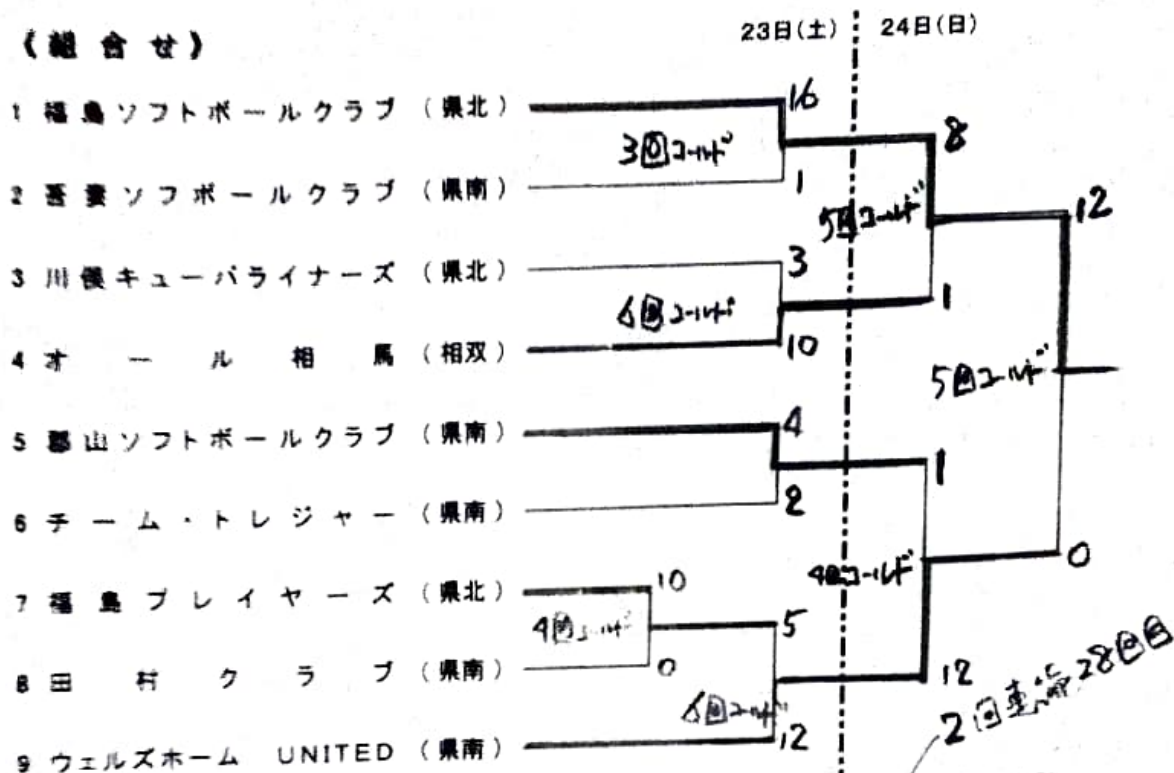 《組合せ》
23日(土) 24日(日)
1 福島ソフトボールクラブ (県北)
16
3回コールド
8
2 吾妻ソフボールクラブ (県南)
1
5回コールド
12
3 川俣キューバライナーズ (県北)
3
6回コールド
1
4 オール相馬 (相双)
10
5回コールド
5 郡山ソフトボールクラブ (県南)
4
1
6 チーム・トレジャー (県南)
2
4回コールド
0
7 福島プレイヤーズ (県北)
10
4回コールド
5
8 田村クラブ (県南)
0
6回コールド
12
2回 28回目
9 ウェルズホーム UNITED (県南)
12